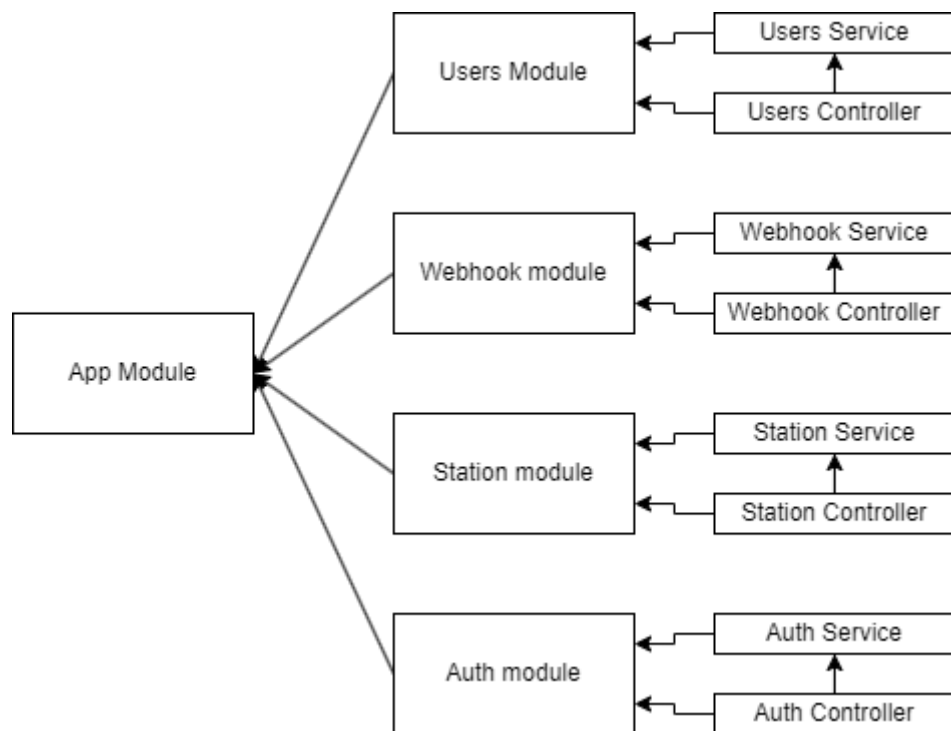 Users Service
Users Module
Users Controller
Webhook Service
Webhook module
Webhook Controller
App Module
Station Service
Station module
Station Controller
Auth Service
Auth module
Auth Controller